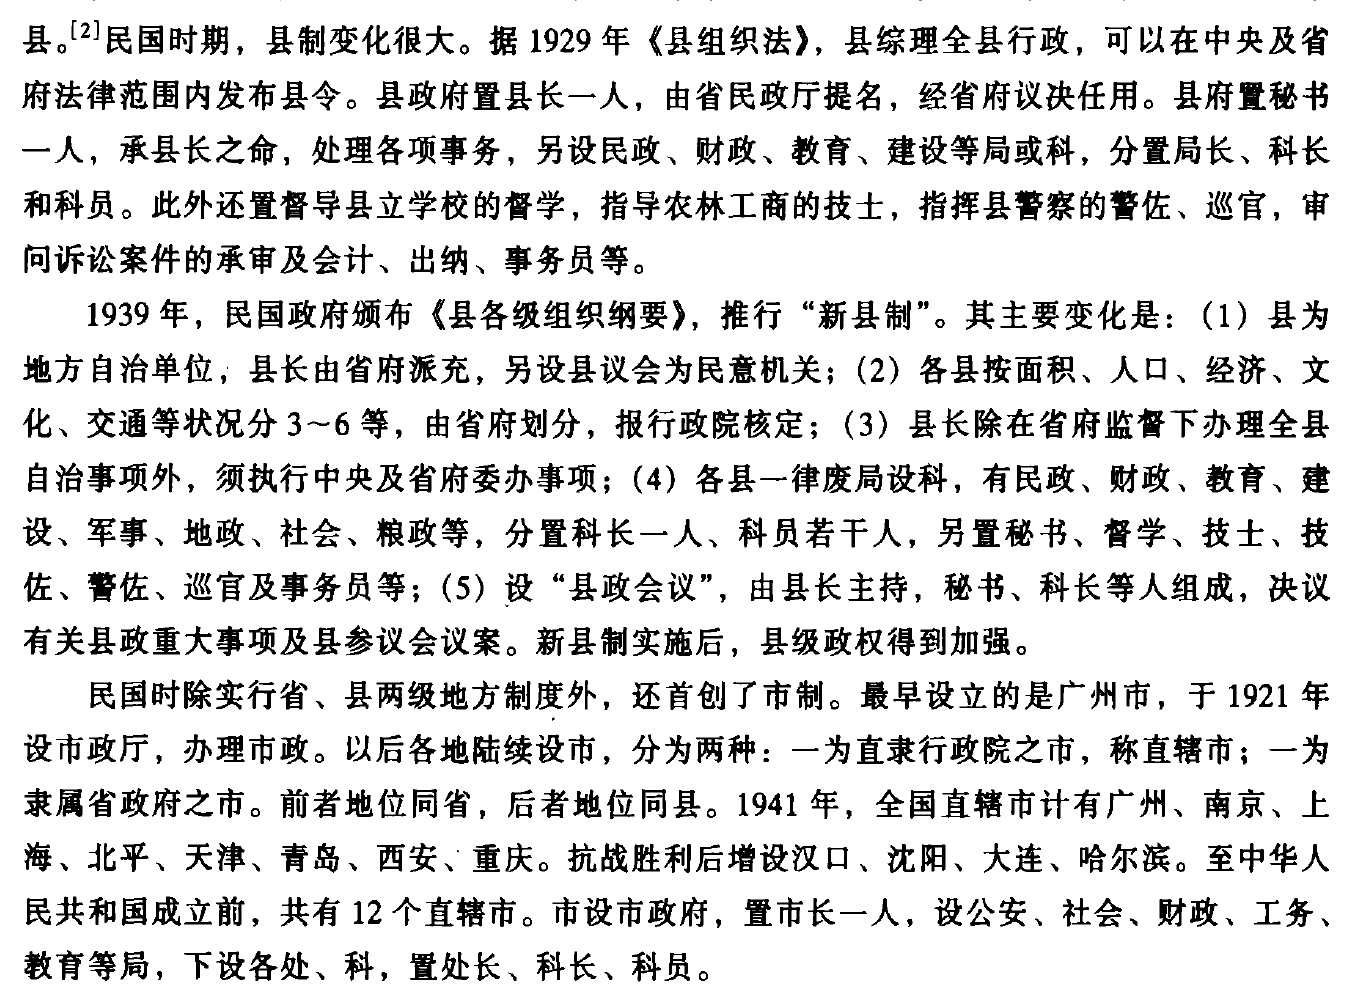 县。[2]民国时期，县制变化很大。据 1929 年《县组织法》，县综理全县行政，可以在中央及省
府法律范围内发布县令。县政府置县长一人，由省民政厅提名，经省府议决任用。县府置秘书
一人，承县长之命，处理各项事务，另设民政、财政、教育、建设等局或科，分置局长、科长
和科员。此外还置督导县立学校的督学，指导农林工商的技士，指挥县警察的警佐、巡官，审
问诉讼案件的承审及会计、出纳、事务员等。
1939 年，民国政府颁布《县各级组织纲要》，推行“新县制”。其主要变化是：（1）县为
地方自治单位，县长由省府派充，另设县议会为民意机关；（2）各县按面积、人口、经济、文
化、交通等状况分 3～6 等，由省府划分，报行政院核定；（3）县长除在省府监督下办理全县
自治事项外，须执行中央及省府委办事项；（4）各县一律废局设科，有民政、财政、教育、建
设、军事、地政、社会、粮政等，分置科长一人、科员若干人，另置秘书、督学、技士、技
佐、警佐、巡官及事务员等；（5）设“县政会议”，由县长主持，秘书、科长等人组成，决议
有关县政重大事项及县参议会议案。新县制实施后，县级政权得到加强。
民国时除实行省、县两级地方制度外，还首创了市制。最早设立的是广州市，于 1921 年
设市政厅，办理市政。以后各地陆续设市，分为两种：一为直隶行政院之市，称直辖市；一为
隶属省政府之市。前者地位同省，后者地位同县。1941 年，全国直辖市计有广州、南京、上
海、北平、天津、青岛、西安、重庆。抗战胜利后增设汉口、沈阳、大连、哈尔滨。至中华人
民共和国成立前，共有 12 个直辖市。市设市政府，置市长一人，设公安、社会、财政、工务、
教育等局，下设各处、科，置处长、科长、科员。